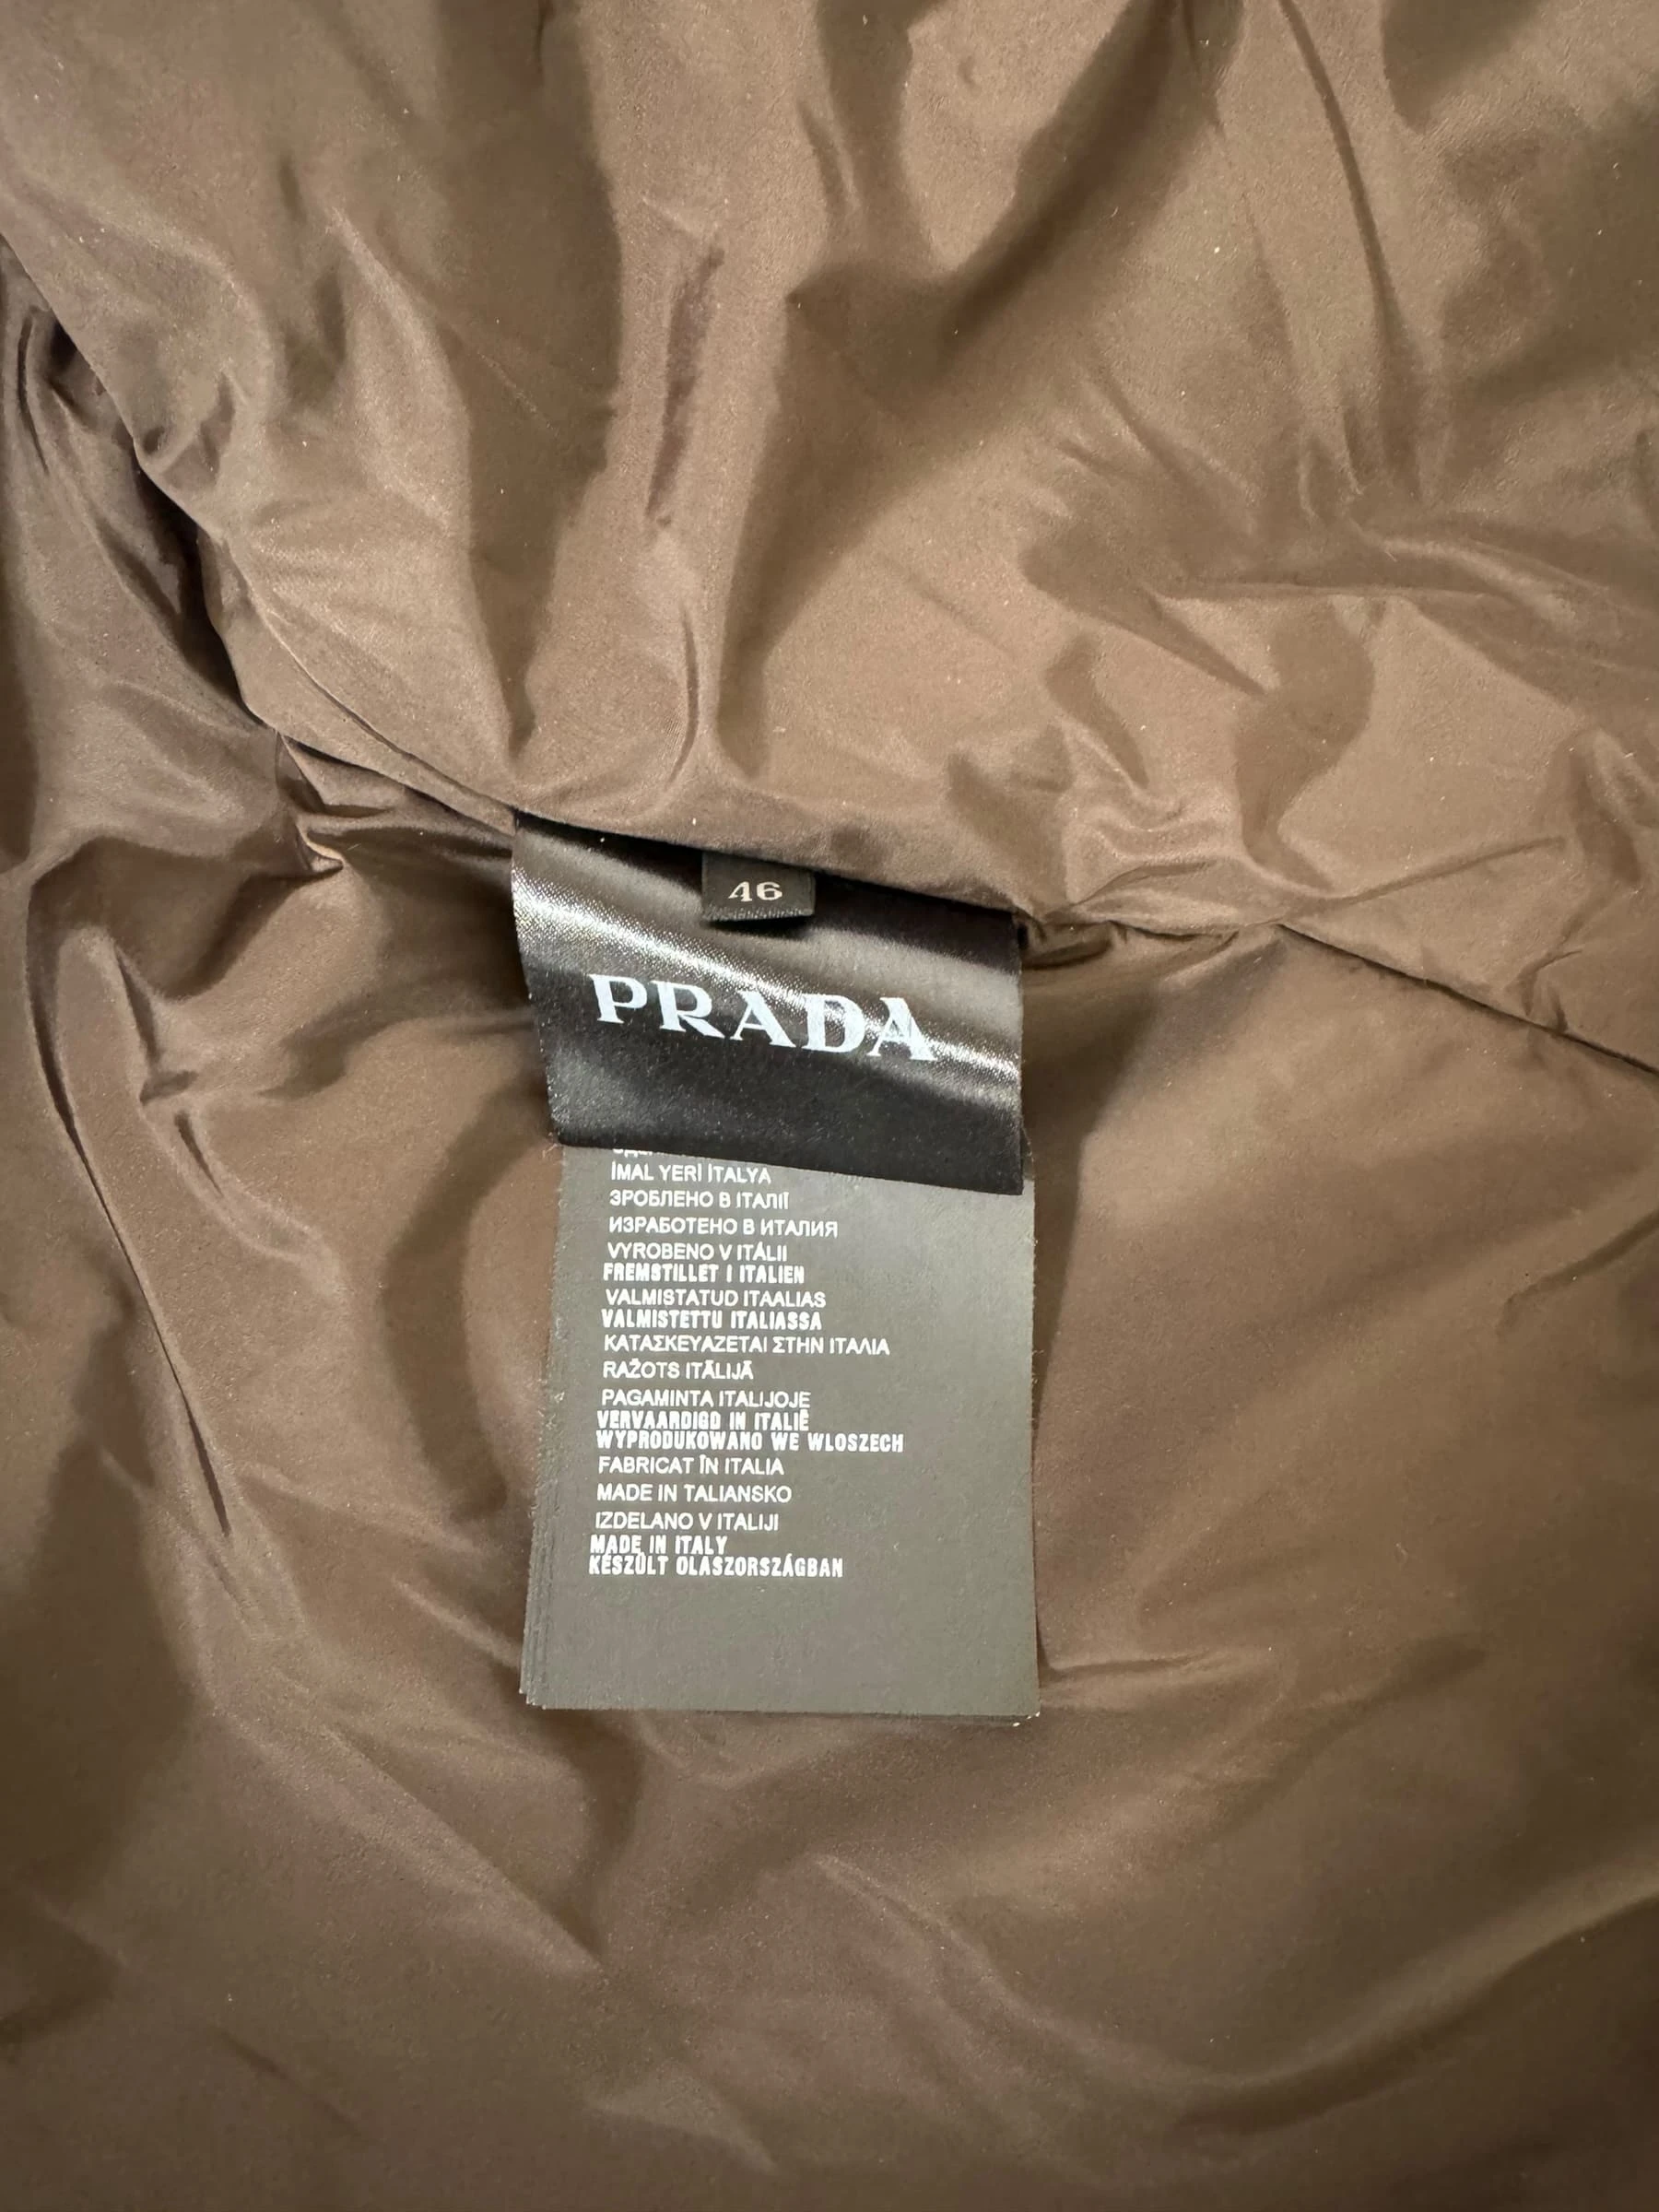 46
PRADA
İMAL YERİ İTALYA
ЗРОБЛЕНО В ІТАЛІЇ
ИЗРАБОТЕНО В ИТАЛИЯ
VYROBENO V ITÁLII
FREMSTILLET I ITALIEN
VALMISTATUD ITAALIAS
VALMISTETTU ITALIASSA
ΚΑΤΑΣΚΕΥΑΖΕΤΑΙ ΣΤΗΝ ΙΤΑΛΙΑ
RAŽOTS ITĀLIJĀ
PAGAMINTA ITALIJOJE
VERVAARDIGD IN ITALIË
WYPRODUKOWANO WE WLOSZECH
FABRICAT ÎN ITALIA
MADE IN TALIANSKO
IZDELANO V ITALIJI
MADE IN ITALY
KÉSZÜLT OLASZORSZÁGBAN